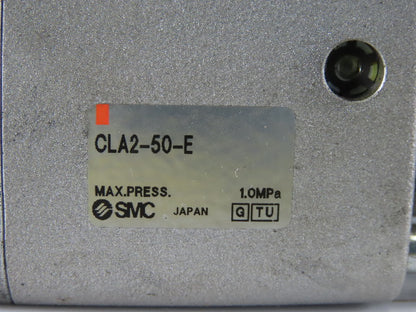 CLA2-50-E
MAX.PRESS. 1.0MPa
SMC JAPAN G TU